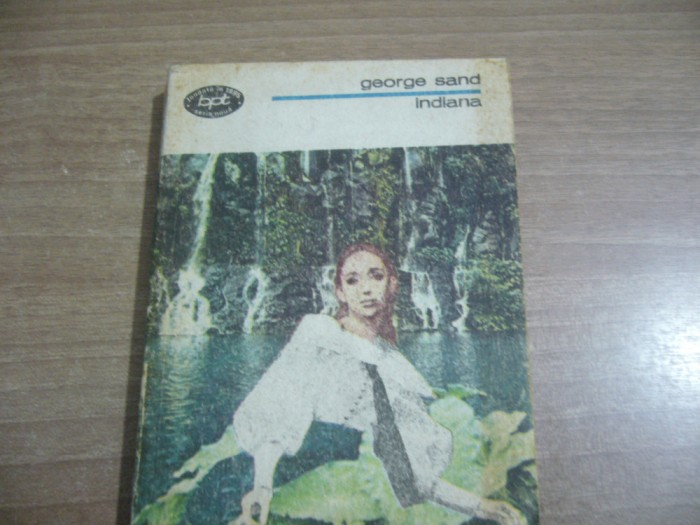 george sand
indiana
bpt